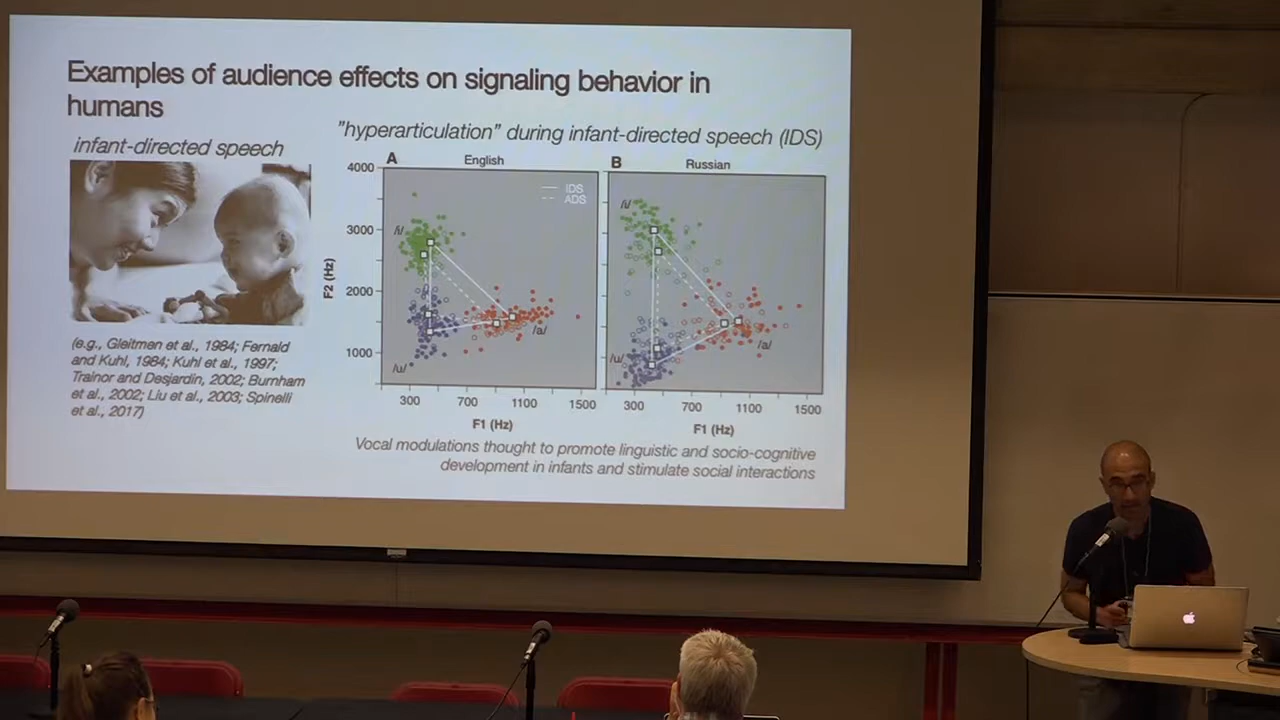 Examples of audience effects on signaling behavior in
humans
infant-directed speech
(e.g., Gleitman et al., 1984; Fernald
and Kuhl, 1984; Kuhl et al., 1997;
Trainor and Desjardin, 2002; Burnham
et al., 2002; Liu et al., 2003; Spinelli
et al., 2017)
"hyperarticulation" during infant-directed speech (IDS)
A
English
IDS
ADS
4000
3000
2000
1000
F2 (Hz)
/i/
/a/
/u/
300 700 1100 1500
F1 (Hz)
B
Russian
/i/
/a/
/u/
300 700 1100 1500
F1 (Hz)
Vocal modulations thought to promote linguistic and socio-cognitive
development in infants and stimulate social interactions